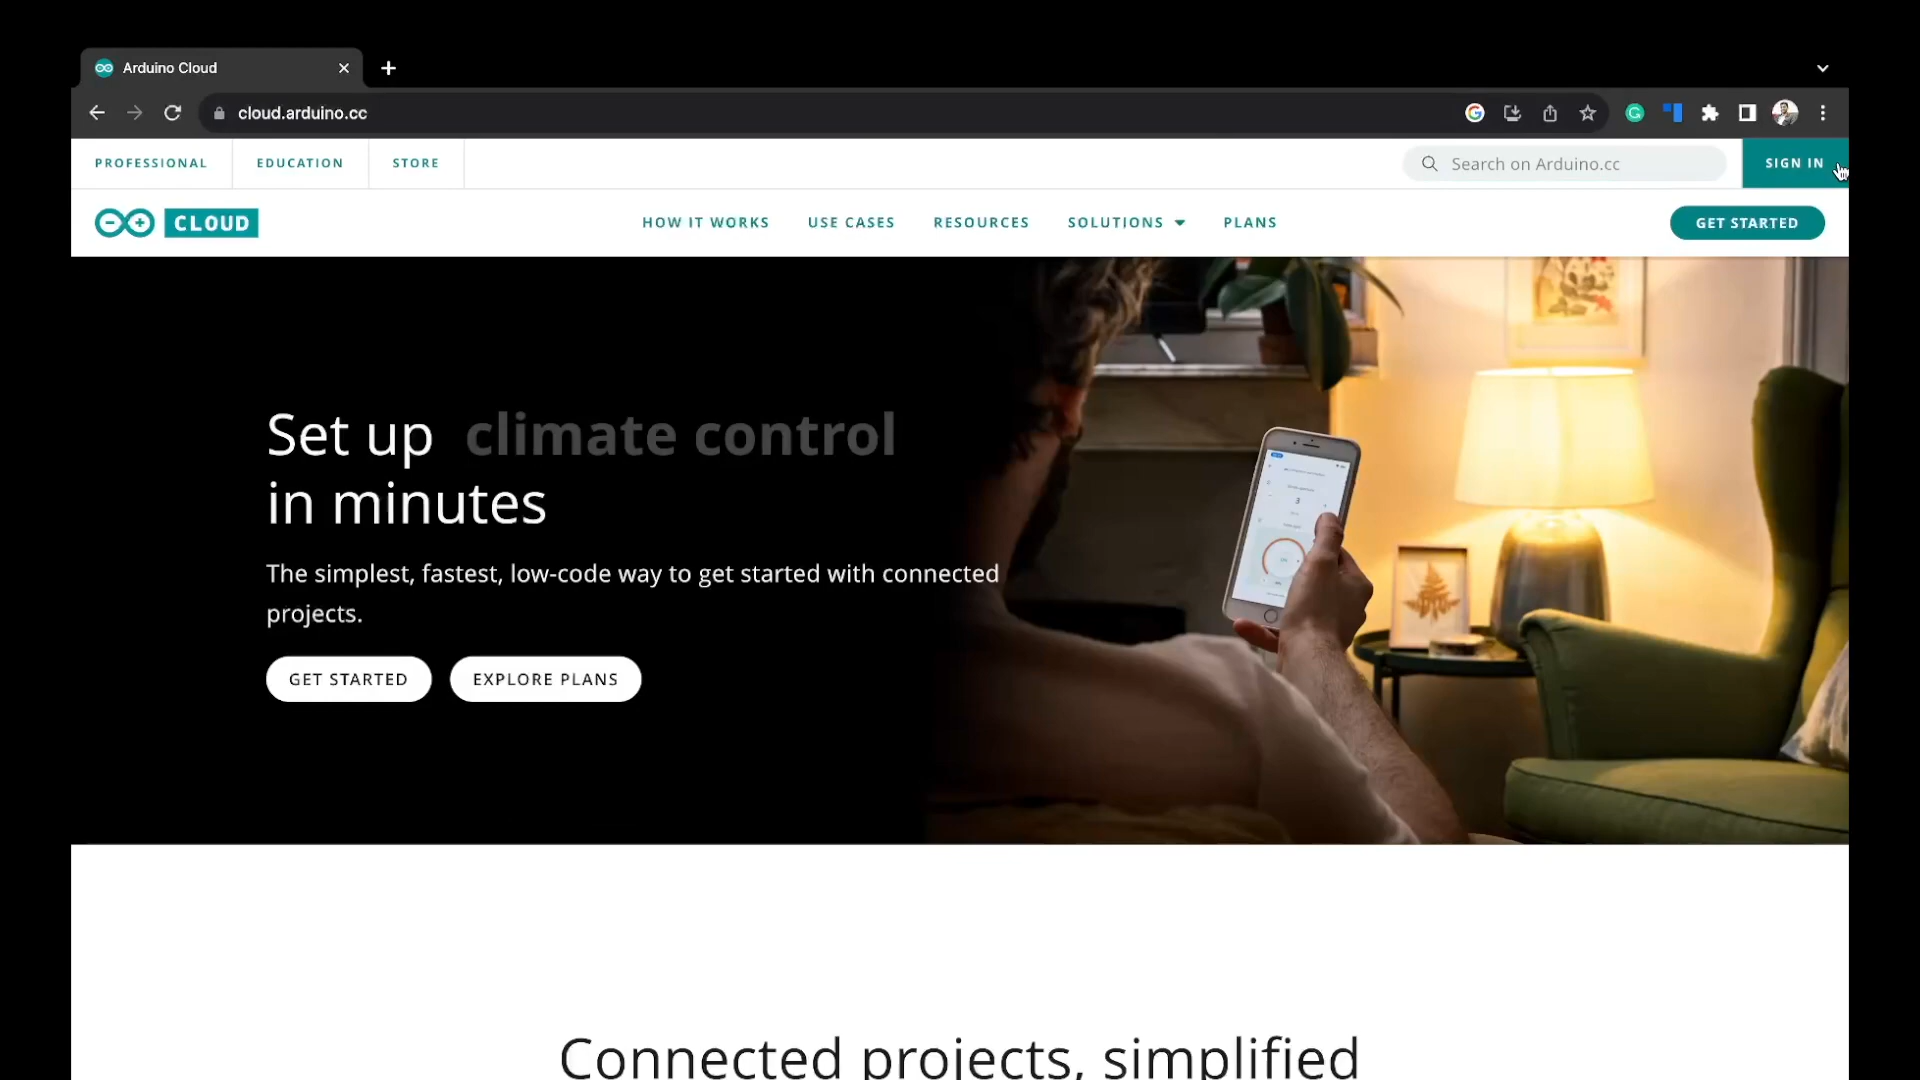 Arduino Cloud
cloud.arduino.cc
PROFESSIONAL EDUCATION STORE Search on Arduino.cc SIGN IN
CLOUD HOW IT WORKS USE CASES RESOURCES SOLUTIONS PLANS GET STARTED
Set up climate control
in minutes
The simplest, fastest, low-code way to get started with connected
projects.
GET STARTED EXPLORE PLANS
Connected projects, simplified